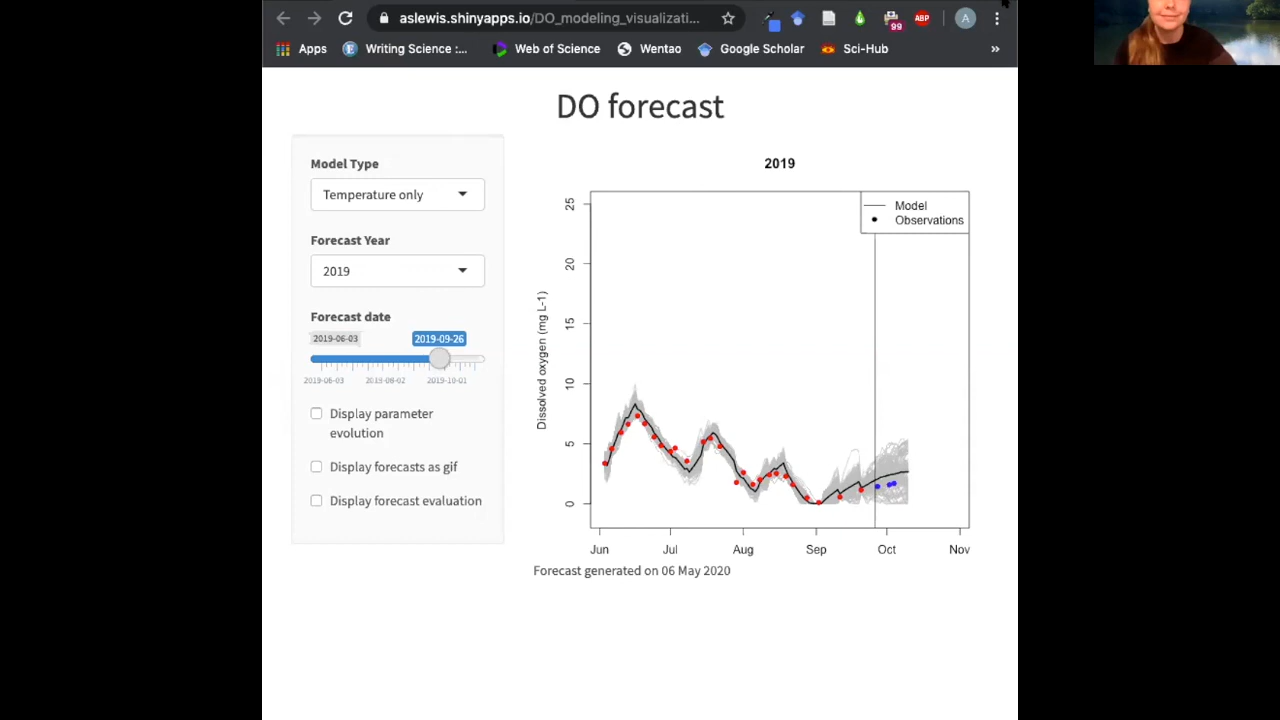 aslewis.shinyapps.io/DO_modeling_visualizati...
99
ABP
A
Apps
Writing Science :...
Web of Science
Wentao
Google Scholar
Sci-Hub
»
DO forecast
Model Type
Temperature only
Forecast Year
2019
Forecast date
2019-06-03
2019-09-26
2019-06-03
2019-08-02
2019-10-01
Display parameter
evolution
Display forecasts as gif
Display forecast evaluation
2019
Model
Observations
Dissolved oxygen (mg L-1)
25
20
15
10
5
0
Jun
Jul
Aug
Sep
Oct
Nov
Forecast generated on 06 May 2020